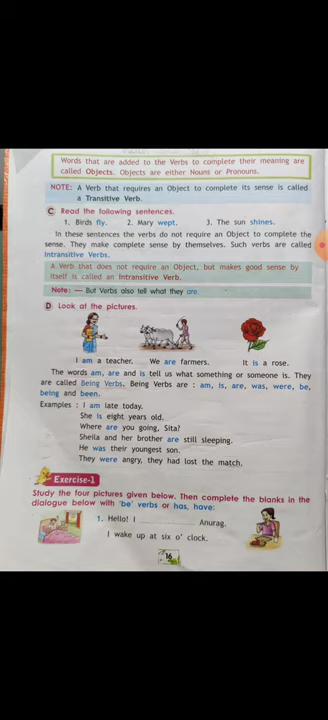 Words that are added to the Verbs to complete their meaning are
called Objects. Objects are either Nouns or Pronouns.
NOTE: A Verb that requires an Object to complete its sense is called
a Transitive Verb.
C Read the following sentences.
1. Birds fly. 2. Mary wept. 3. The sun shines.
In these sentences the verbs do not require an Object to complete the
sense. They make complete sense by themselves. Such verbs are called
Intransitive Verbs.
A Verb that does not require an Object, but makes good sense by
itself is called an Intransitive Verb.
Note: — But Verbs also tell what they are.
D Look at the pictures.
I am a teacher. We are farmers. It is a rose.
The words am, are and is tell us what something or someone is. They
are called Being Verbs. Being Verbs are : am, is, are, was, were, be,
being and been.
Examples : I am late today.
She is eight years old.
Where are you going, Sita?
Sheila and her brother are still sleeping.
He was their youngest son.
They were angry, they had lost the match.
Exercise-1
Study the four pictures given below. Then complete the blanks in the
dialogue below with 'be' verbs or has, have:
1. Hello! I ____________ Anurag.
I wake up at six o' clock.
16